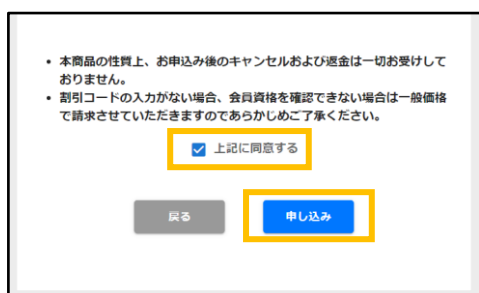 • 本商品の性質上、お申込み後のキャンセルおよび返金は一切お受けして
おりません。
• 割引コードの入力がない場合、会員資格を確認できない場合は一般価格
で請求させていただきますのであらかじめご了承ください。
上記に同意する
戻る
申し込み